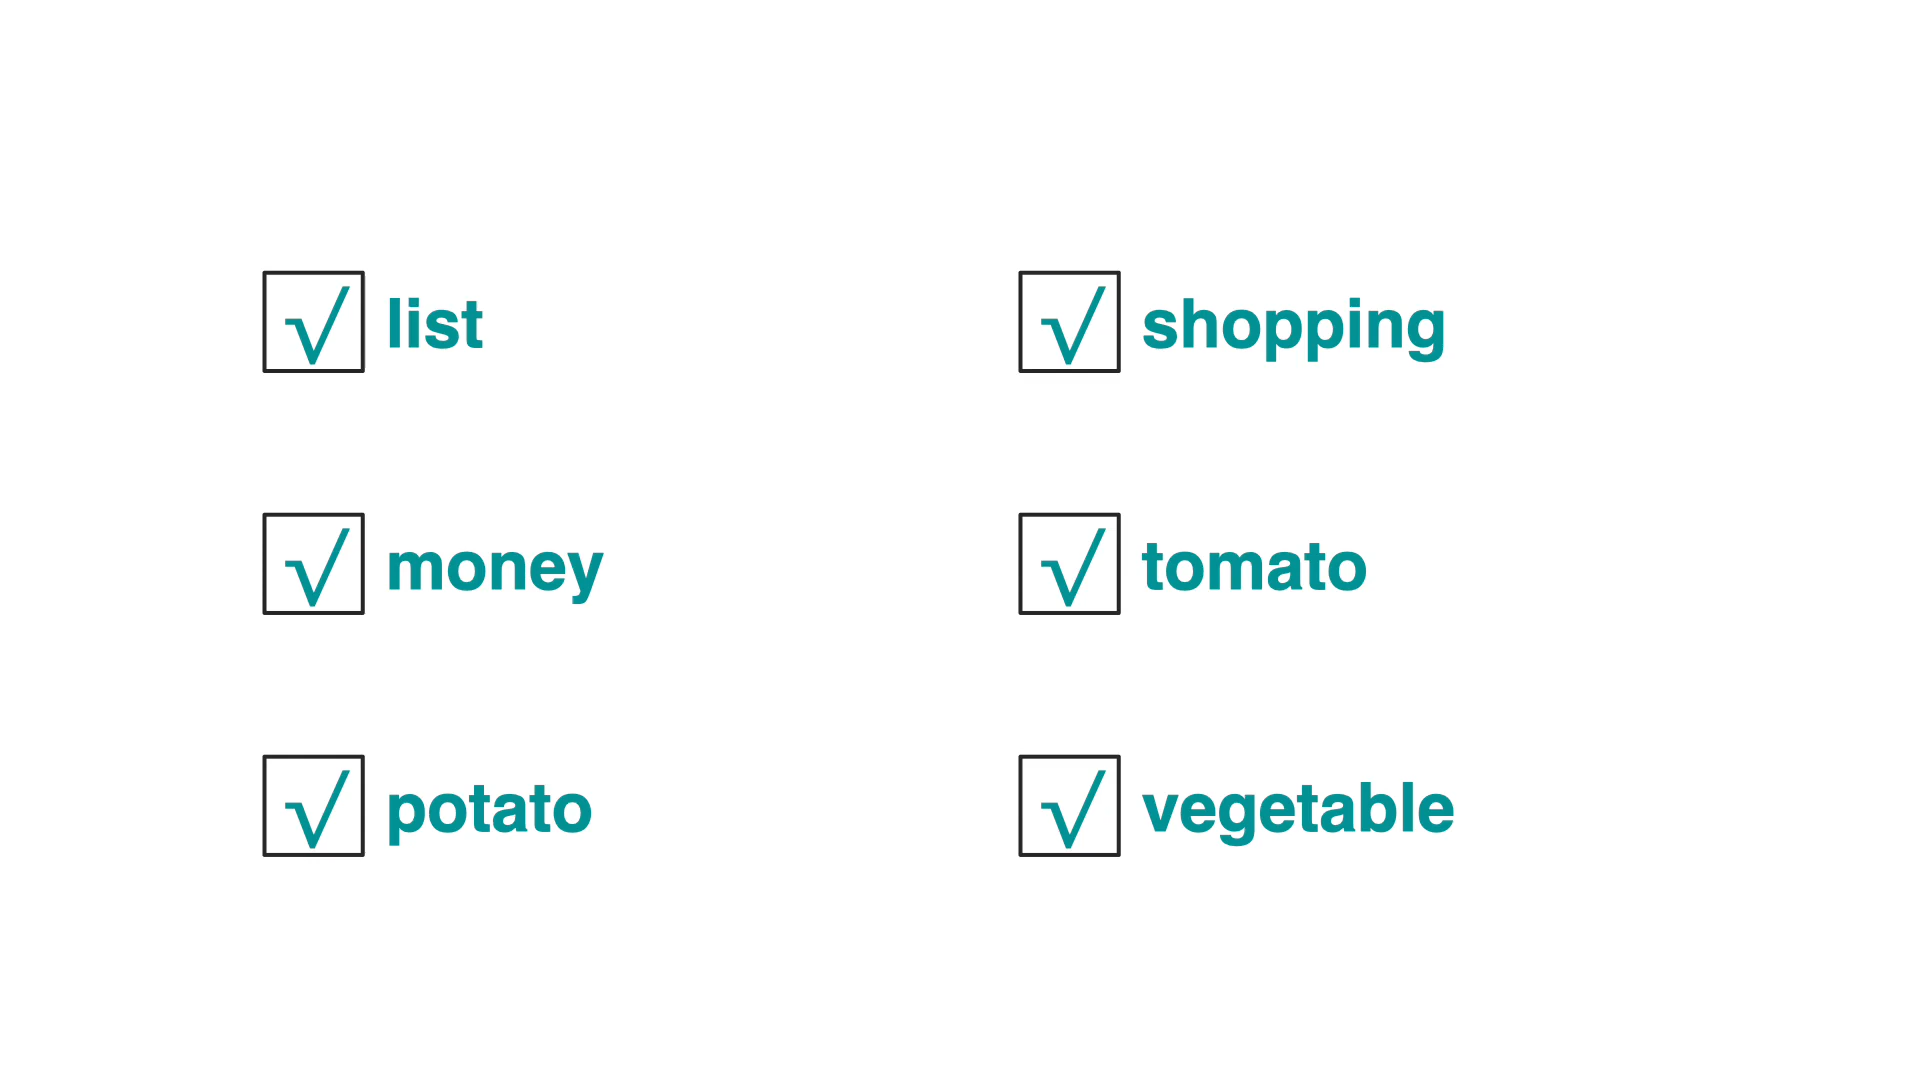 √ list
√ shopping
√ money
√ tomato
√ potato
√ vegetable